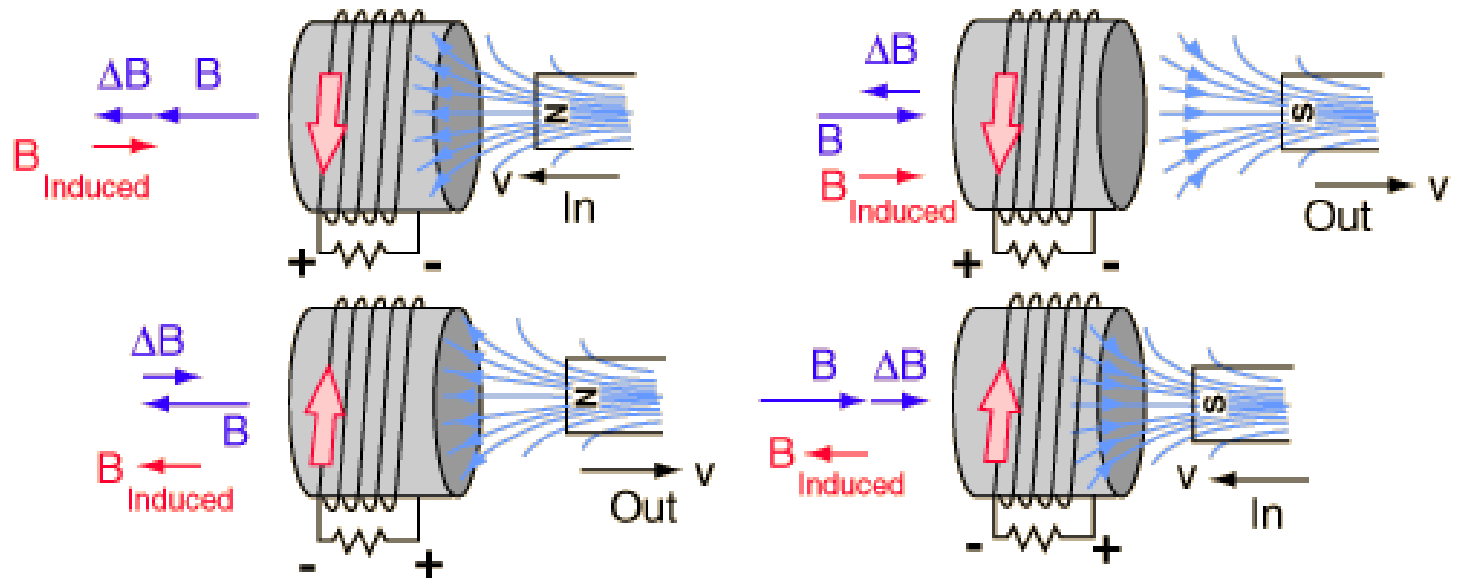 ΔB B
B
Induced
N
v
In
+ -
ΔB
B
B
Induced
S
v
Out
+ -
ΔB
B
B
Induced
N
v
Out
- +
B ΔB
B
Induced
S
v
In
- +